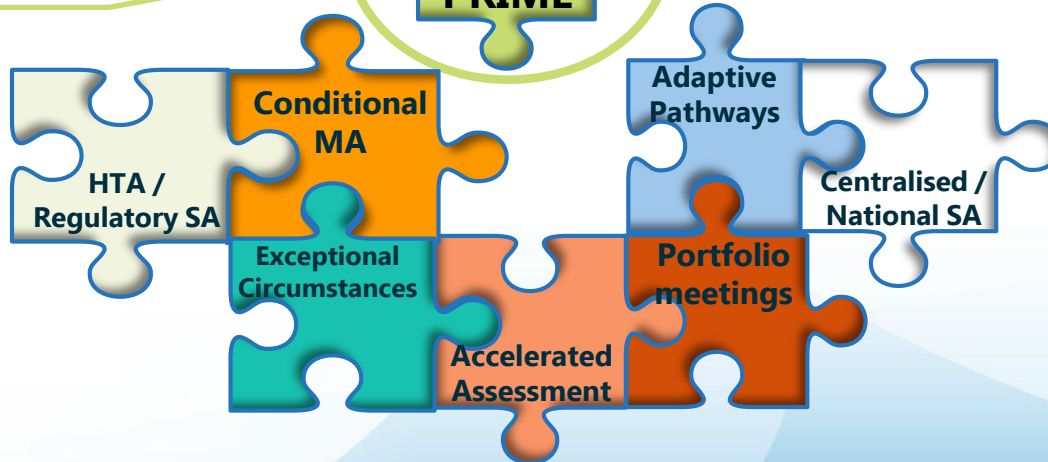 PRIME
Conditional
MA
Adaptive
Pathways
HTA /
Regulatory SA
Centralised /
National SA
Exceptional
Circumstances
Portfolio
meetings
Accelerated
Assessment